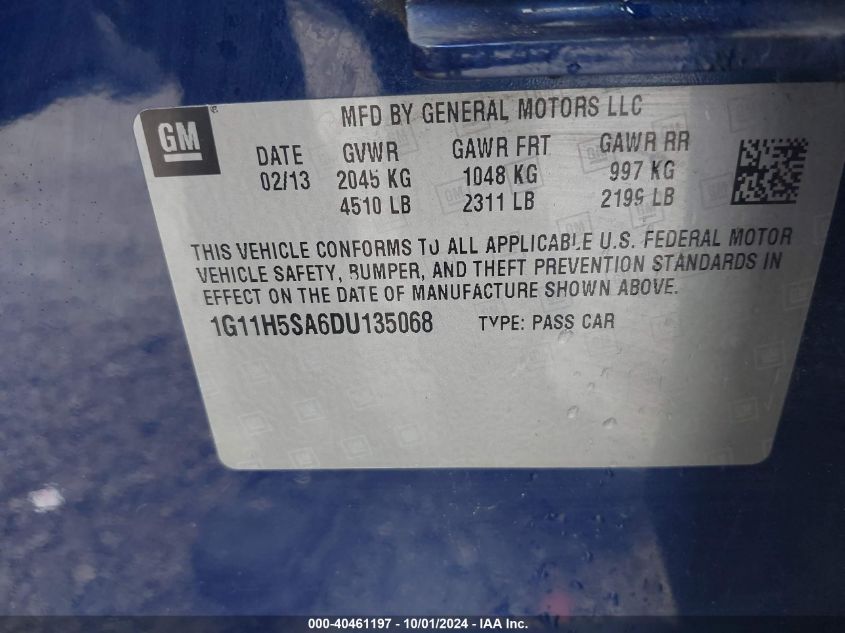 GM
MFD BY GENERAL MOTORS LLC
DATE GVWR GAWR FRT GAWR RR
02/13 2045 KG 1048 KG 997 KG
4510 LB 2311 LB 2199 LB
THIS VEHICLE CONFORMS TO ALL APPLICABLE U.S. FEDERAL MOTOR
VEHICLE SAFETY, BUMPER, AND THEFT PREVENTION STANDARDS IN
EFFECT ON THE DATE OF MANUFACTURE SHOWN ABOVE.
1G11H5SA6DU135068 TYPE: PASS CAR
000-40461197 - 10/01/2024 - IAA Inc.